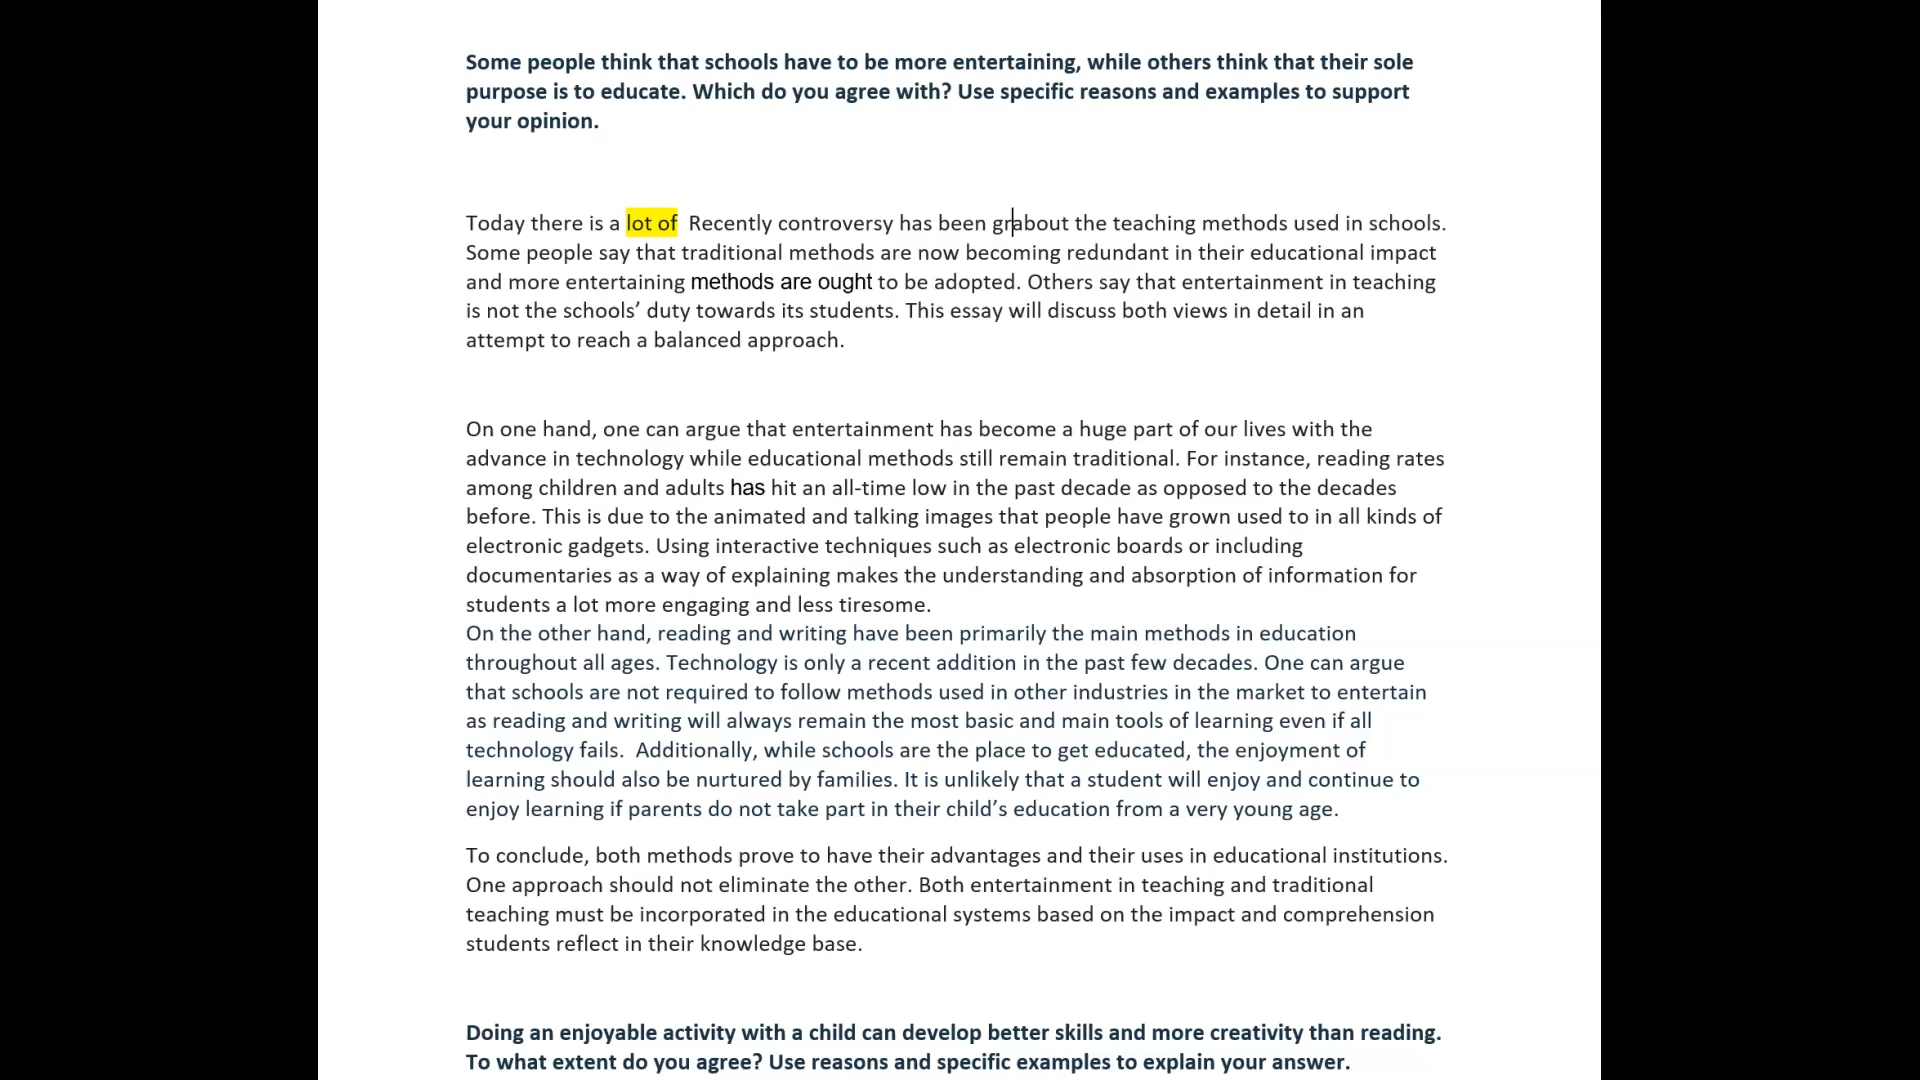 Some people think that schools have to be more entertaining, while others think that their sole
purpose is to educate. Which do you agree with? Use specific reasons and examples to support
your opinion.
Today there is a lot of  Recently controversy has been grabout the teaching methods used in schools.
Some people say that traditional methods are now becoming redundant in their educational impact
and more entertaining methods are ought to be adopted. Others say that entertainment in teaching
is not the schools’ duty towards its students. This essay will discuss both views in detail in an
attempt to reach a balanced approach.
On one hand, one can argue that entertainment has become a huge part of our lives with the
advance in technology while educational methods still remain traditional. For instance, reading rates
among children and adults has hit an all-time low in the past decade as opposed to the decades
before. This is due to the animated and talking images that people have grown used to in all kinds of
electronic gadgets. Using interactive techniques such as electronic boards or including
documentaries as a way of explaining makes the understanding and absorption of information for
students a lot more engaging and less tiresome.
On the other hand, reading and writing have been primarily the main methods in education
throughout all ages. Technology is only a recent addition in the past few decades. One can argue
that schools are not required to follow methods used in other industries in the market to entertain
as reading and writing will always remain the most basic and main tools of learning even if all
technology fails.  Additionally, while schools are the place to get educated, the enjoyment of
learning should also be nurtured by families. It is unlikely that a student will enjoy and continue to
enjoy learning if parents do not take part in their child’s education from a very young age.
To conclude, both methods prove to have their advantages and their uses in educational institutions.
One approach should not eliminate the other. Both entertainment in teaching and traditional
teaching must be incorporated in the educational systems based on the impact and comprehension
students reflect in their knowledge base.
Doing an enjoyable activity with a child can develop better skills and more creativity than reading.
To what extent do you agree? Use reasons and specific examples to explain your answer.